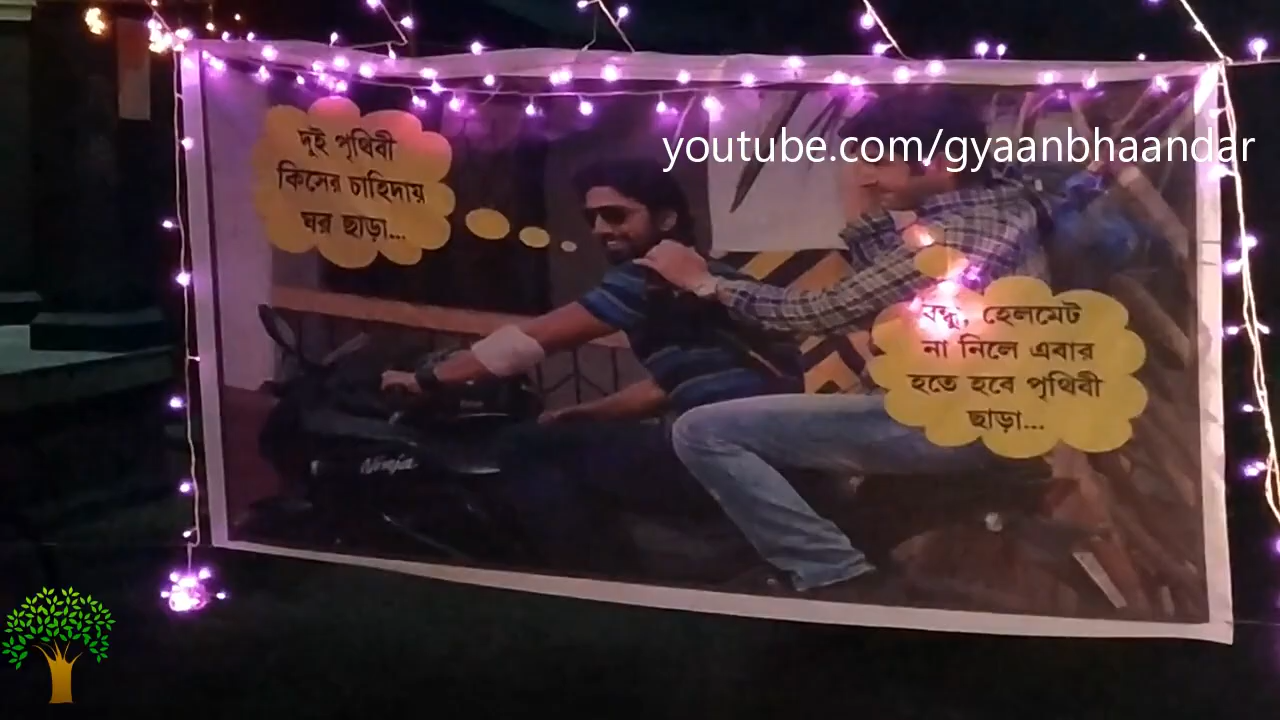 youtube.com/gyaanbhaandar
দুই পৃথিবী
কিসের চাহিদায়
ঘর ছাড়া...
বন্ধু, হেলমেট
না নিলে এবার
হতে হবে পৃথিবী
ছাড়া...
Ninja